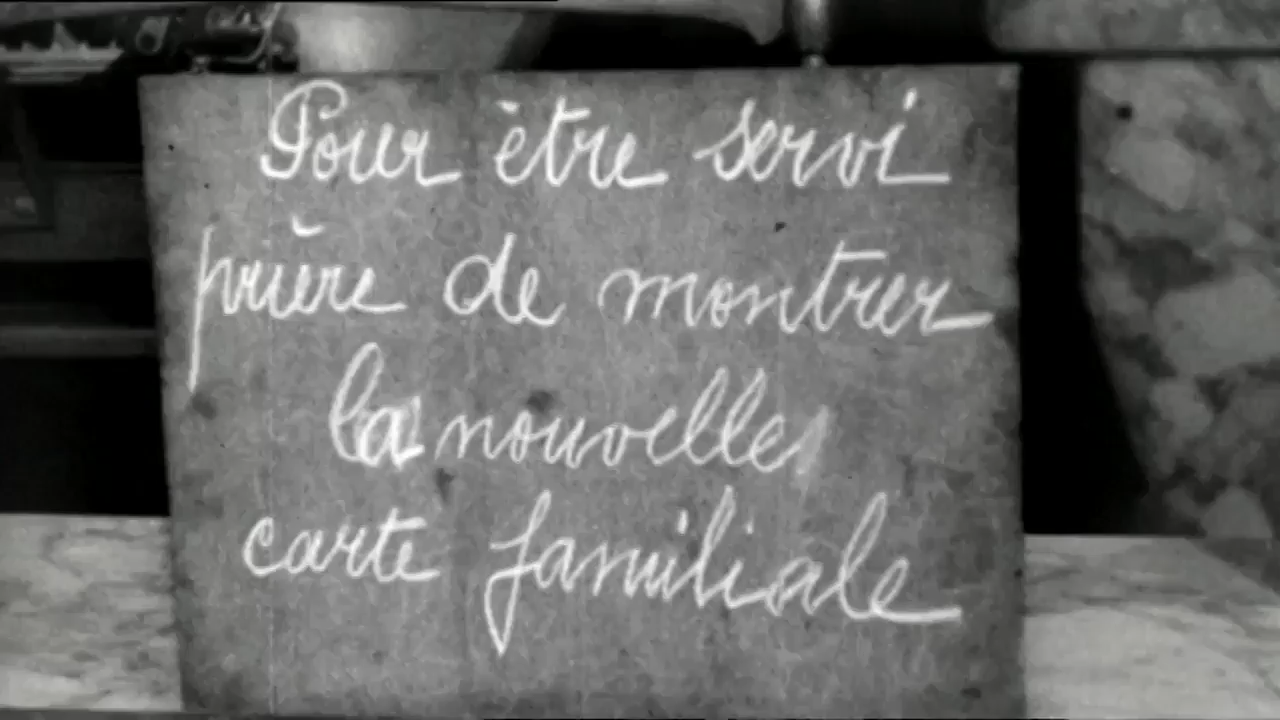 Pour être servi
prière de montrer
la nouvelle
carte familiale